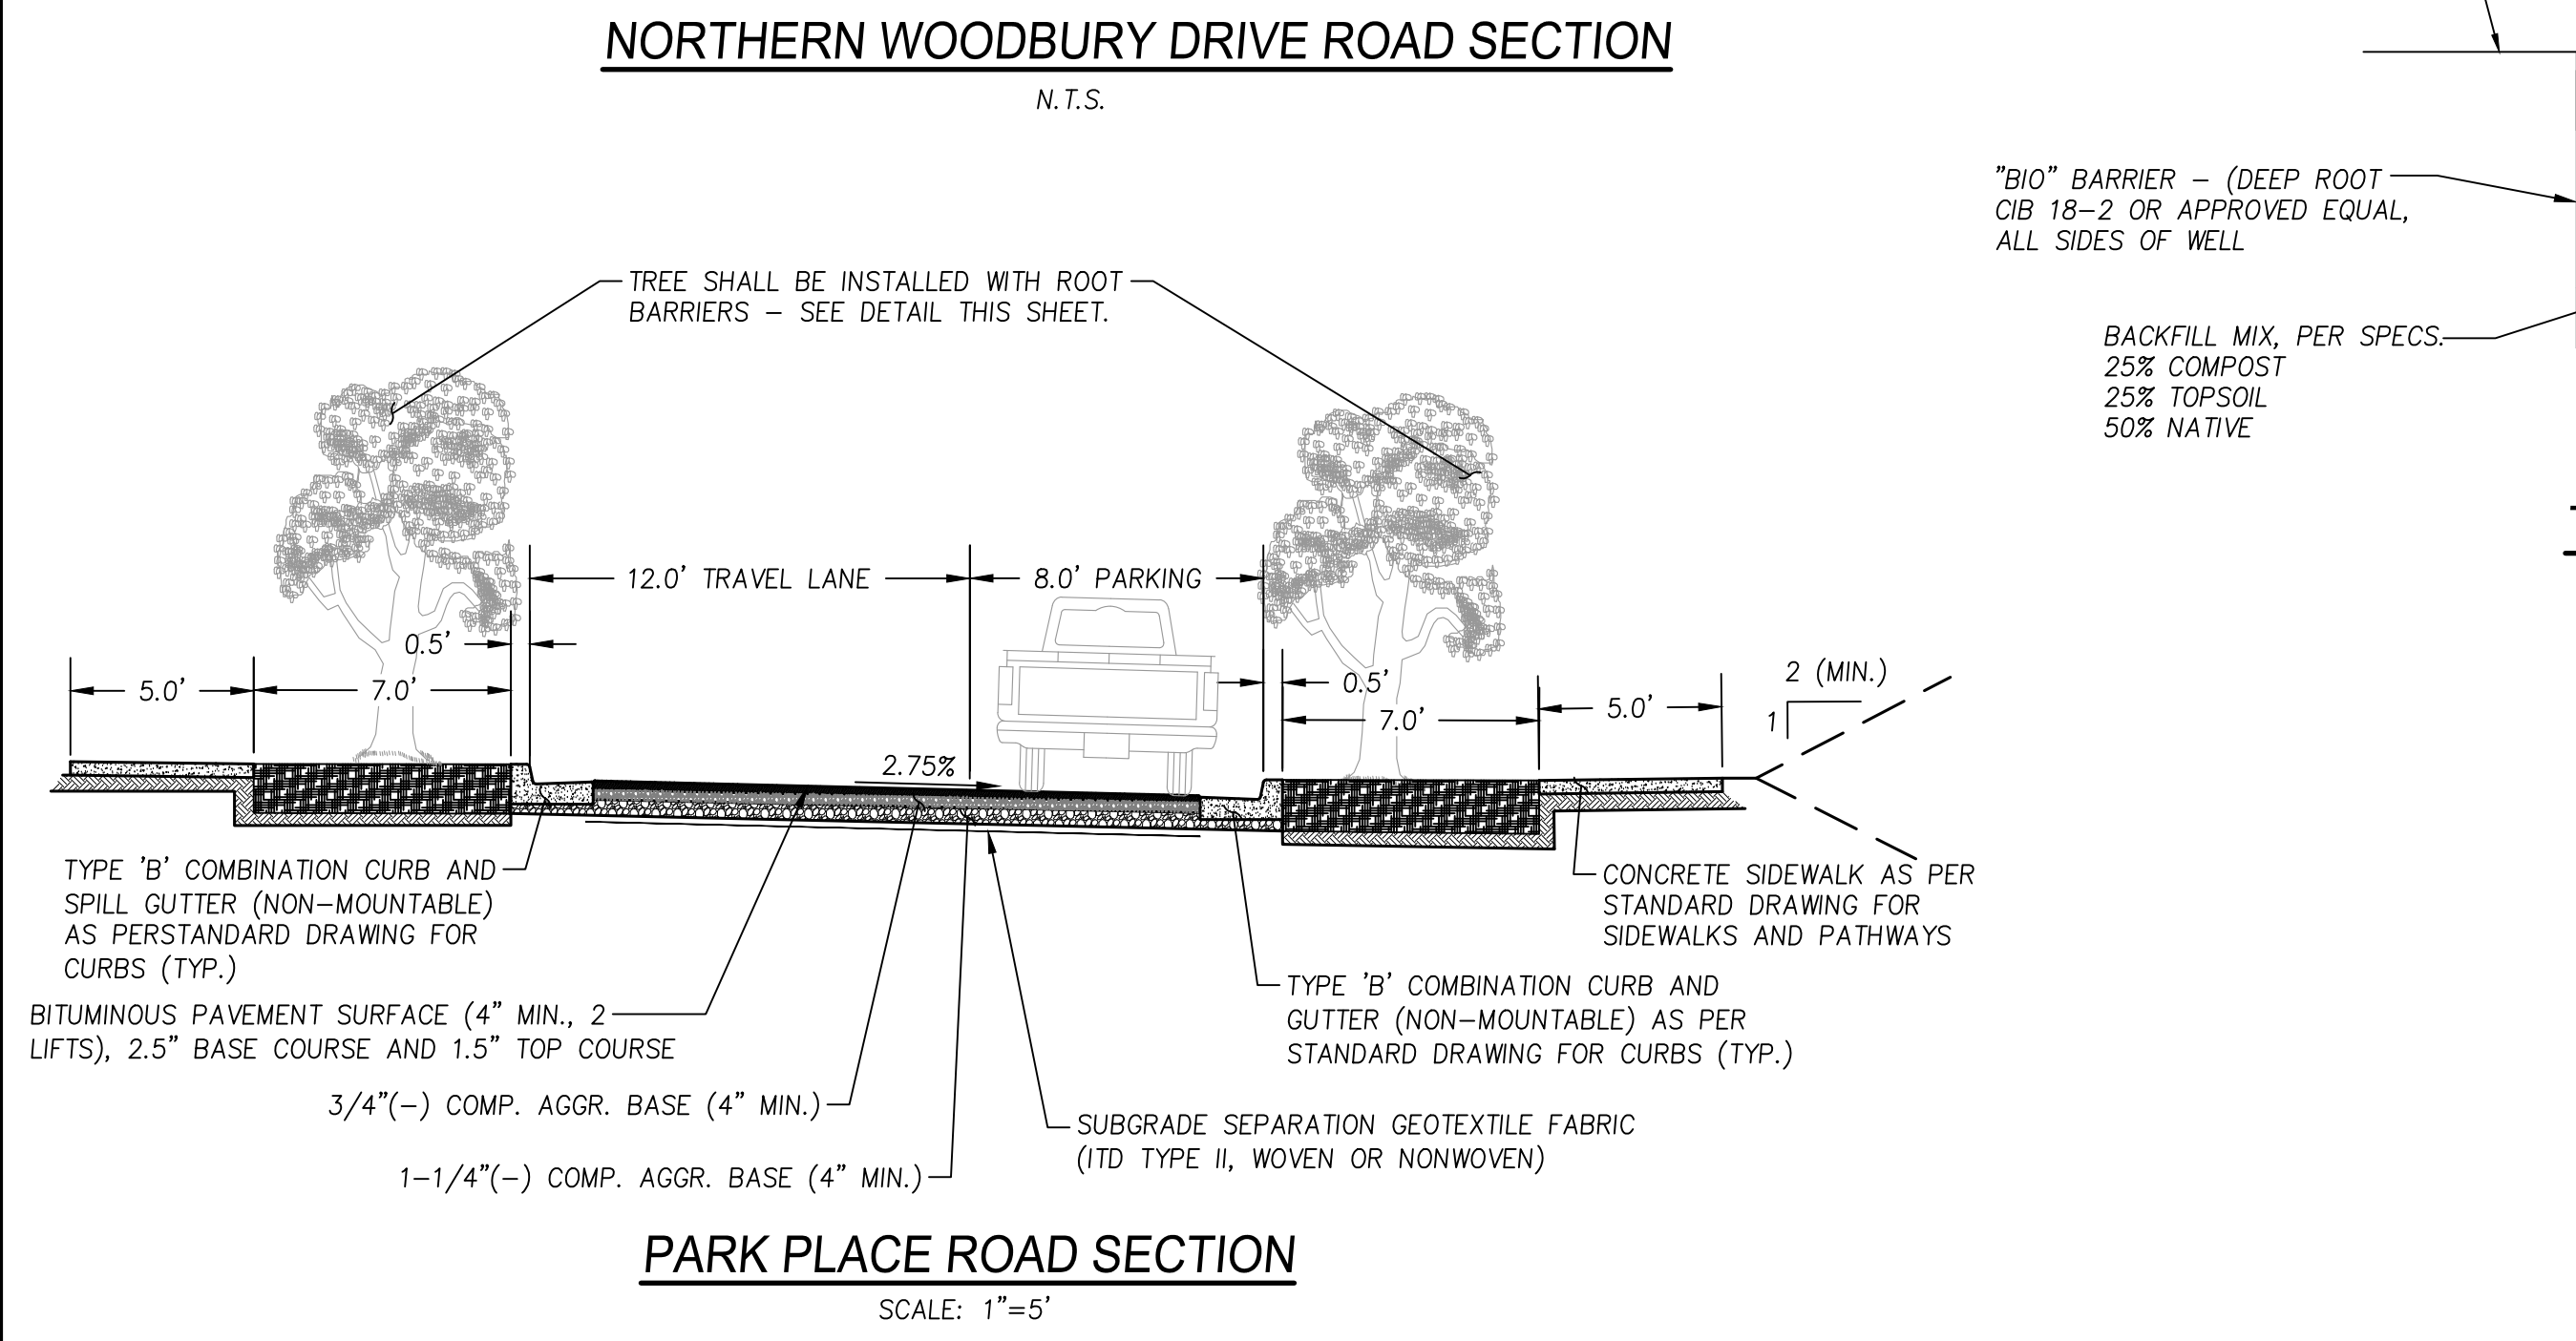 NORTHERN WOODBURY DRIVE ROAD SECTION
N.T.S.
"BIO" BARRIER – (DEEP ROOT
CIB 18–2 OR APPROVED EQUAL,
ALL SIDES OF WELL
TREE SHALL BE INSTALLED WITH ROOT
BARRIERS – SEE DETAIL THIS SHEET.
BACKFILL MIX, PER SPECS.
25% COMPOST
25% TOPSOIL
50% NATIVE
12.0' TRAVEL LANE
8.0' PARKING
0.5'
5.0'
7.0'
0.5'
7.0'
5.0'
2 (MIN.)
1
2.75%
TYPE 'B' COMBINATION CURB AND
SPILL GUTTER (NON–MOUNTABLE)
AS PERSTANDARD DRAWING FOR
CURBS (TYP.)
CONCRETE SIDEWALK AS PER
STANDARD DRAWING FOR
SIDEWALKS AND PATHWAYS
BITUMINOUS PAVEMENT SURFACE (4" MIN., 2
LIFTS), 2.5" BASE COURSE AND 1.5" TOP COURSE
TYPE 'B' COMBINATION CURB AND
GUTTER (NON–MOUNTABLE) AS PER
STANDARD DRAWING FOR CURBS (TYP.)
3/4"(–) COMP. AGGR. BASE (4" MIN.)
SUBGRADE SEPARATION GEOTEXTILE FABRIC
(ITD TYPE II, WOVEN OR NONWOVEN)
1–1/4"(–) COMP. AGGR. BASE (4" MIN.)
PARK PLACE ROAD SECTION
SCALE: 1"=5'